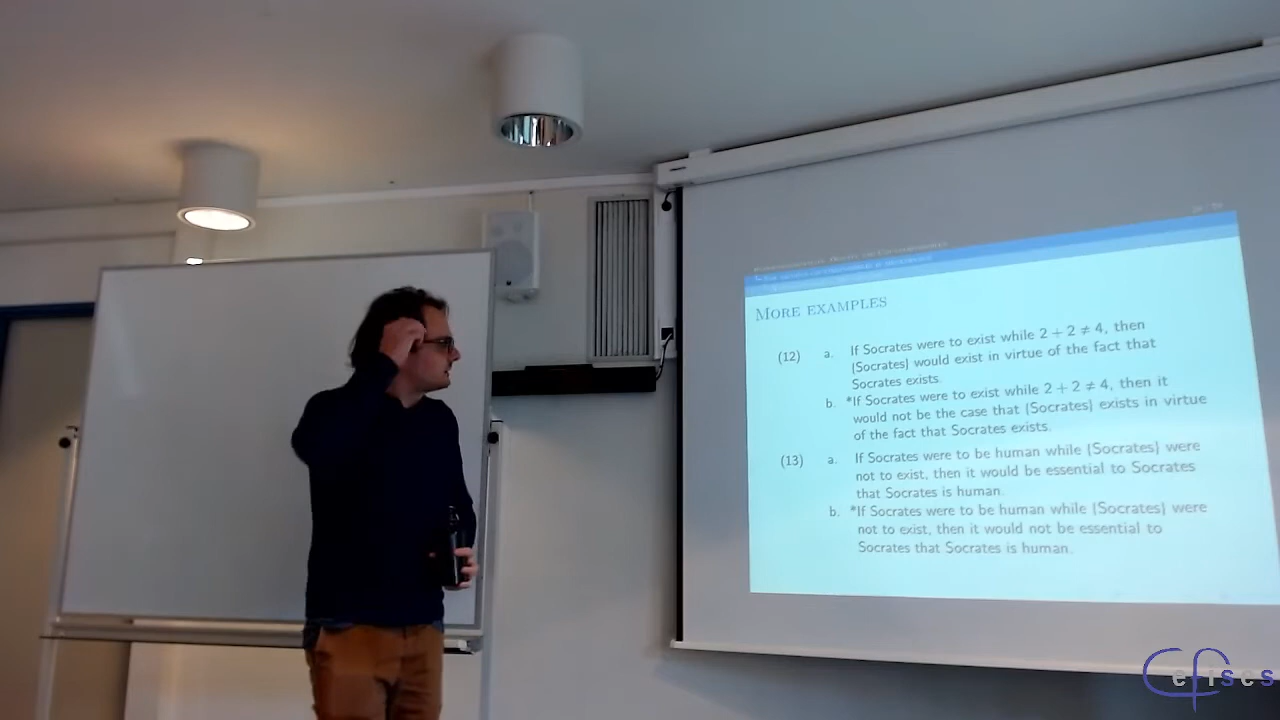 MORE EXAMPLES
(12) a. If Socrates were to exist while 2 + 2 ≠ 4, then
{Socrates} would exist in virtue of the fact that
Socrates exists.
b. *If Socrates were to exist while 2 + 2 ≠ 4, then it
would not be the case that {Socrates} exists in virtue
of the fact that Socrates exists.
(13) a. If Socrates were to be human while {Socrates} were
not to exist, then it would be essential to Socrates
that Socrates is human.
b. *If Socrates were to be human while {Socrates} were
not to exist, then it would not be essential to
Socrates that Socrates is human.
Cefises